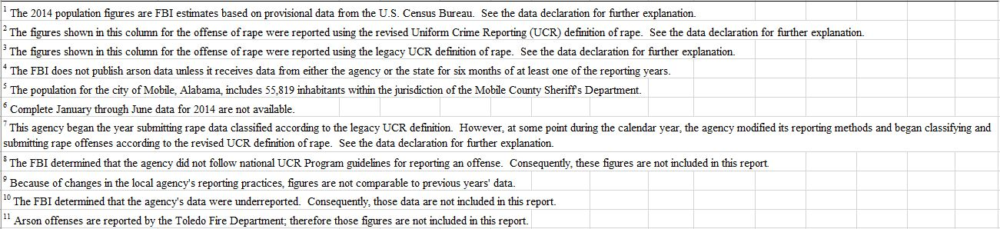 1 The 2014 population figures are FBI estimates based on provisional data from the U.S. Census Bureau.  See the data declaration for further explanation.
2 The figures shown in this column for the offense of rape were reported using the revised Uniform Crime Reporting (UCR) definition of rape.  See the data declaration for further explanation.
3 The figures shown in this column for the offense of rape were reported using the legacy UCR definition of rape.  See the data declaration for further explanation.
4 The FBI does not publish arson data unless it receives data from either the agency or the state for six months of at least one of the reporting years.
5 The population for the city of Mobile, Alabama, includes 55,819 inhabitants within the jurisdiction of the Mobile County Sheriff's Department.
6 Complete January through June data for 2014 are not available.
7 This agency began the year submitting rape data classified according to the legacy UCR definition.  However, at some point during the calendar year, the agency modified its reporting methods and began classifying and
submitting rape offenses according to the revised UCR definition of rape.  See the data declaration for further explanation.
8 The FBI determined that the agency did not follow national UCR Program guidelines for reporting an offense.  Consequently, these figures are not included in this report.
9 Because of changes in the local agency's reporting practices, figures are not comparable to previous years' data.
10 The FBI determined that the agency's data were underreported.  Consequently, those data are not included in this report.
11 Arson offenses are reported by the Toledo Fire Department; therefore those figures are not included in this report.